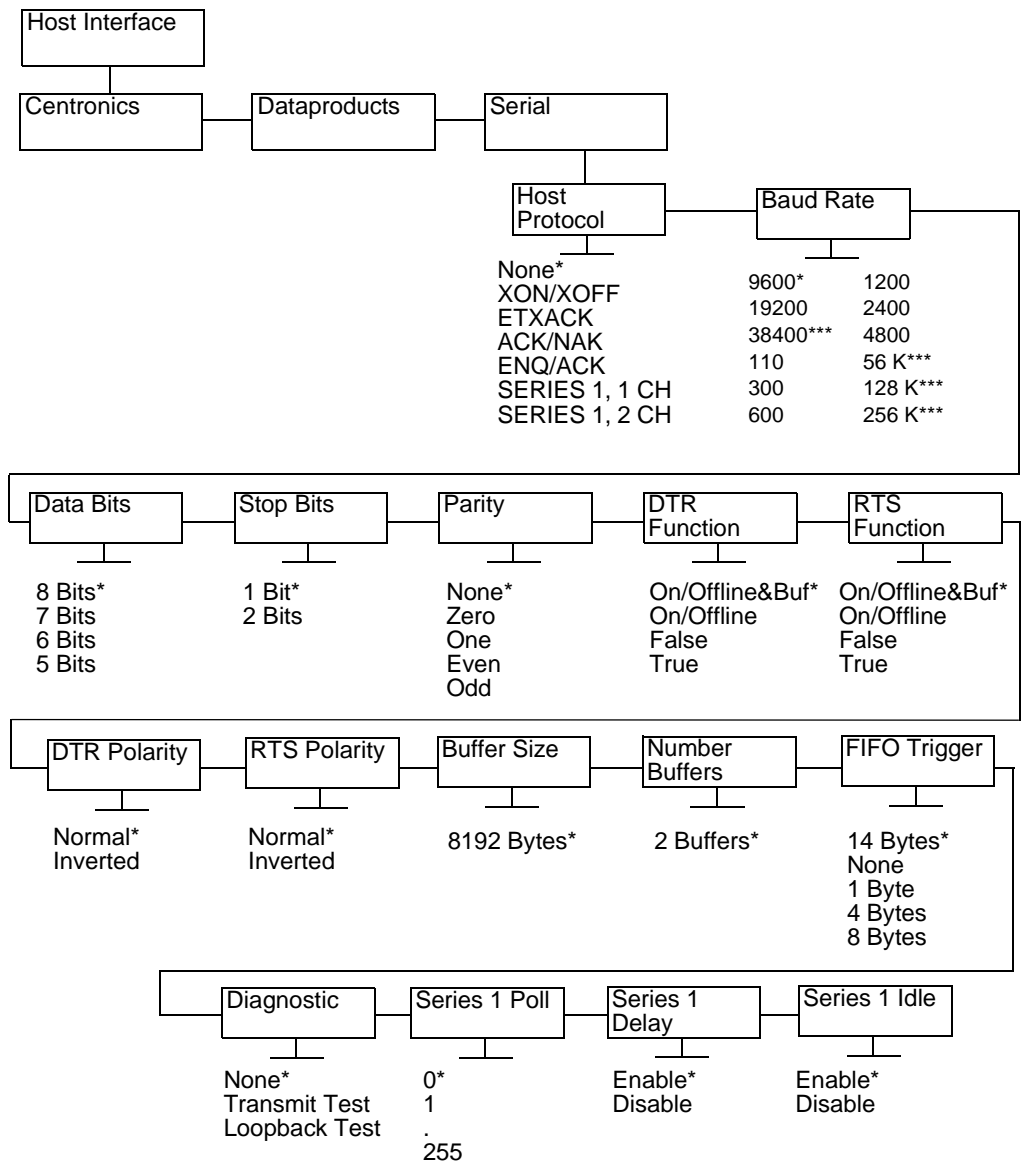 Host Interface
Centronics
Dataproducts
Serial
Host
Protocol
Baud Rate
None*
XON/XOFF
ETXACK
ACK/NAK
ENQ/ACK
SERIES 1, 1 CH
SERIES 1, 2 CH
9600* 1200
19200 2400
38400*** 4800
110 56 K***
300 128 K***
600 256 K***
Data Bits
8 Bits*
7 Bits
6 Bits
5 Bits
Stop Bits
1 Bit*
2 Bits
Parity
None*
Zero
One
Even
Odd
DTR
Function
On/Offline&Buf*
On/Offline
False
True
RTS
Function
On/Offline&Buf*
On/Offline
False
True
DTR Polarity
Normal*
Inverted
RTS Polarity
Normal*
Inverted
Buffer Size
8192 Bytes*
Number
Buffers
2 Buffers*
FIFO Trigger
14 Bytes*
None
1 Byte
4 Bytes
8 Bytes
Diagnostic
None*
Transmit Test
Loopback Test
Series 1 Poll
0*
1
.
255
Series 1
Delay
Enable*
Disable
Series 1 Idle
Enable*
Disable